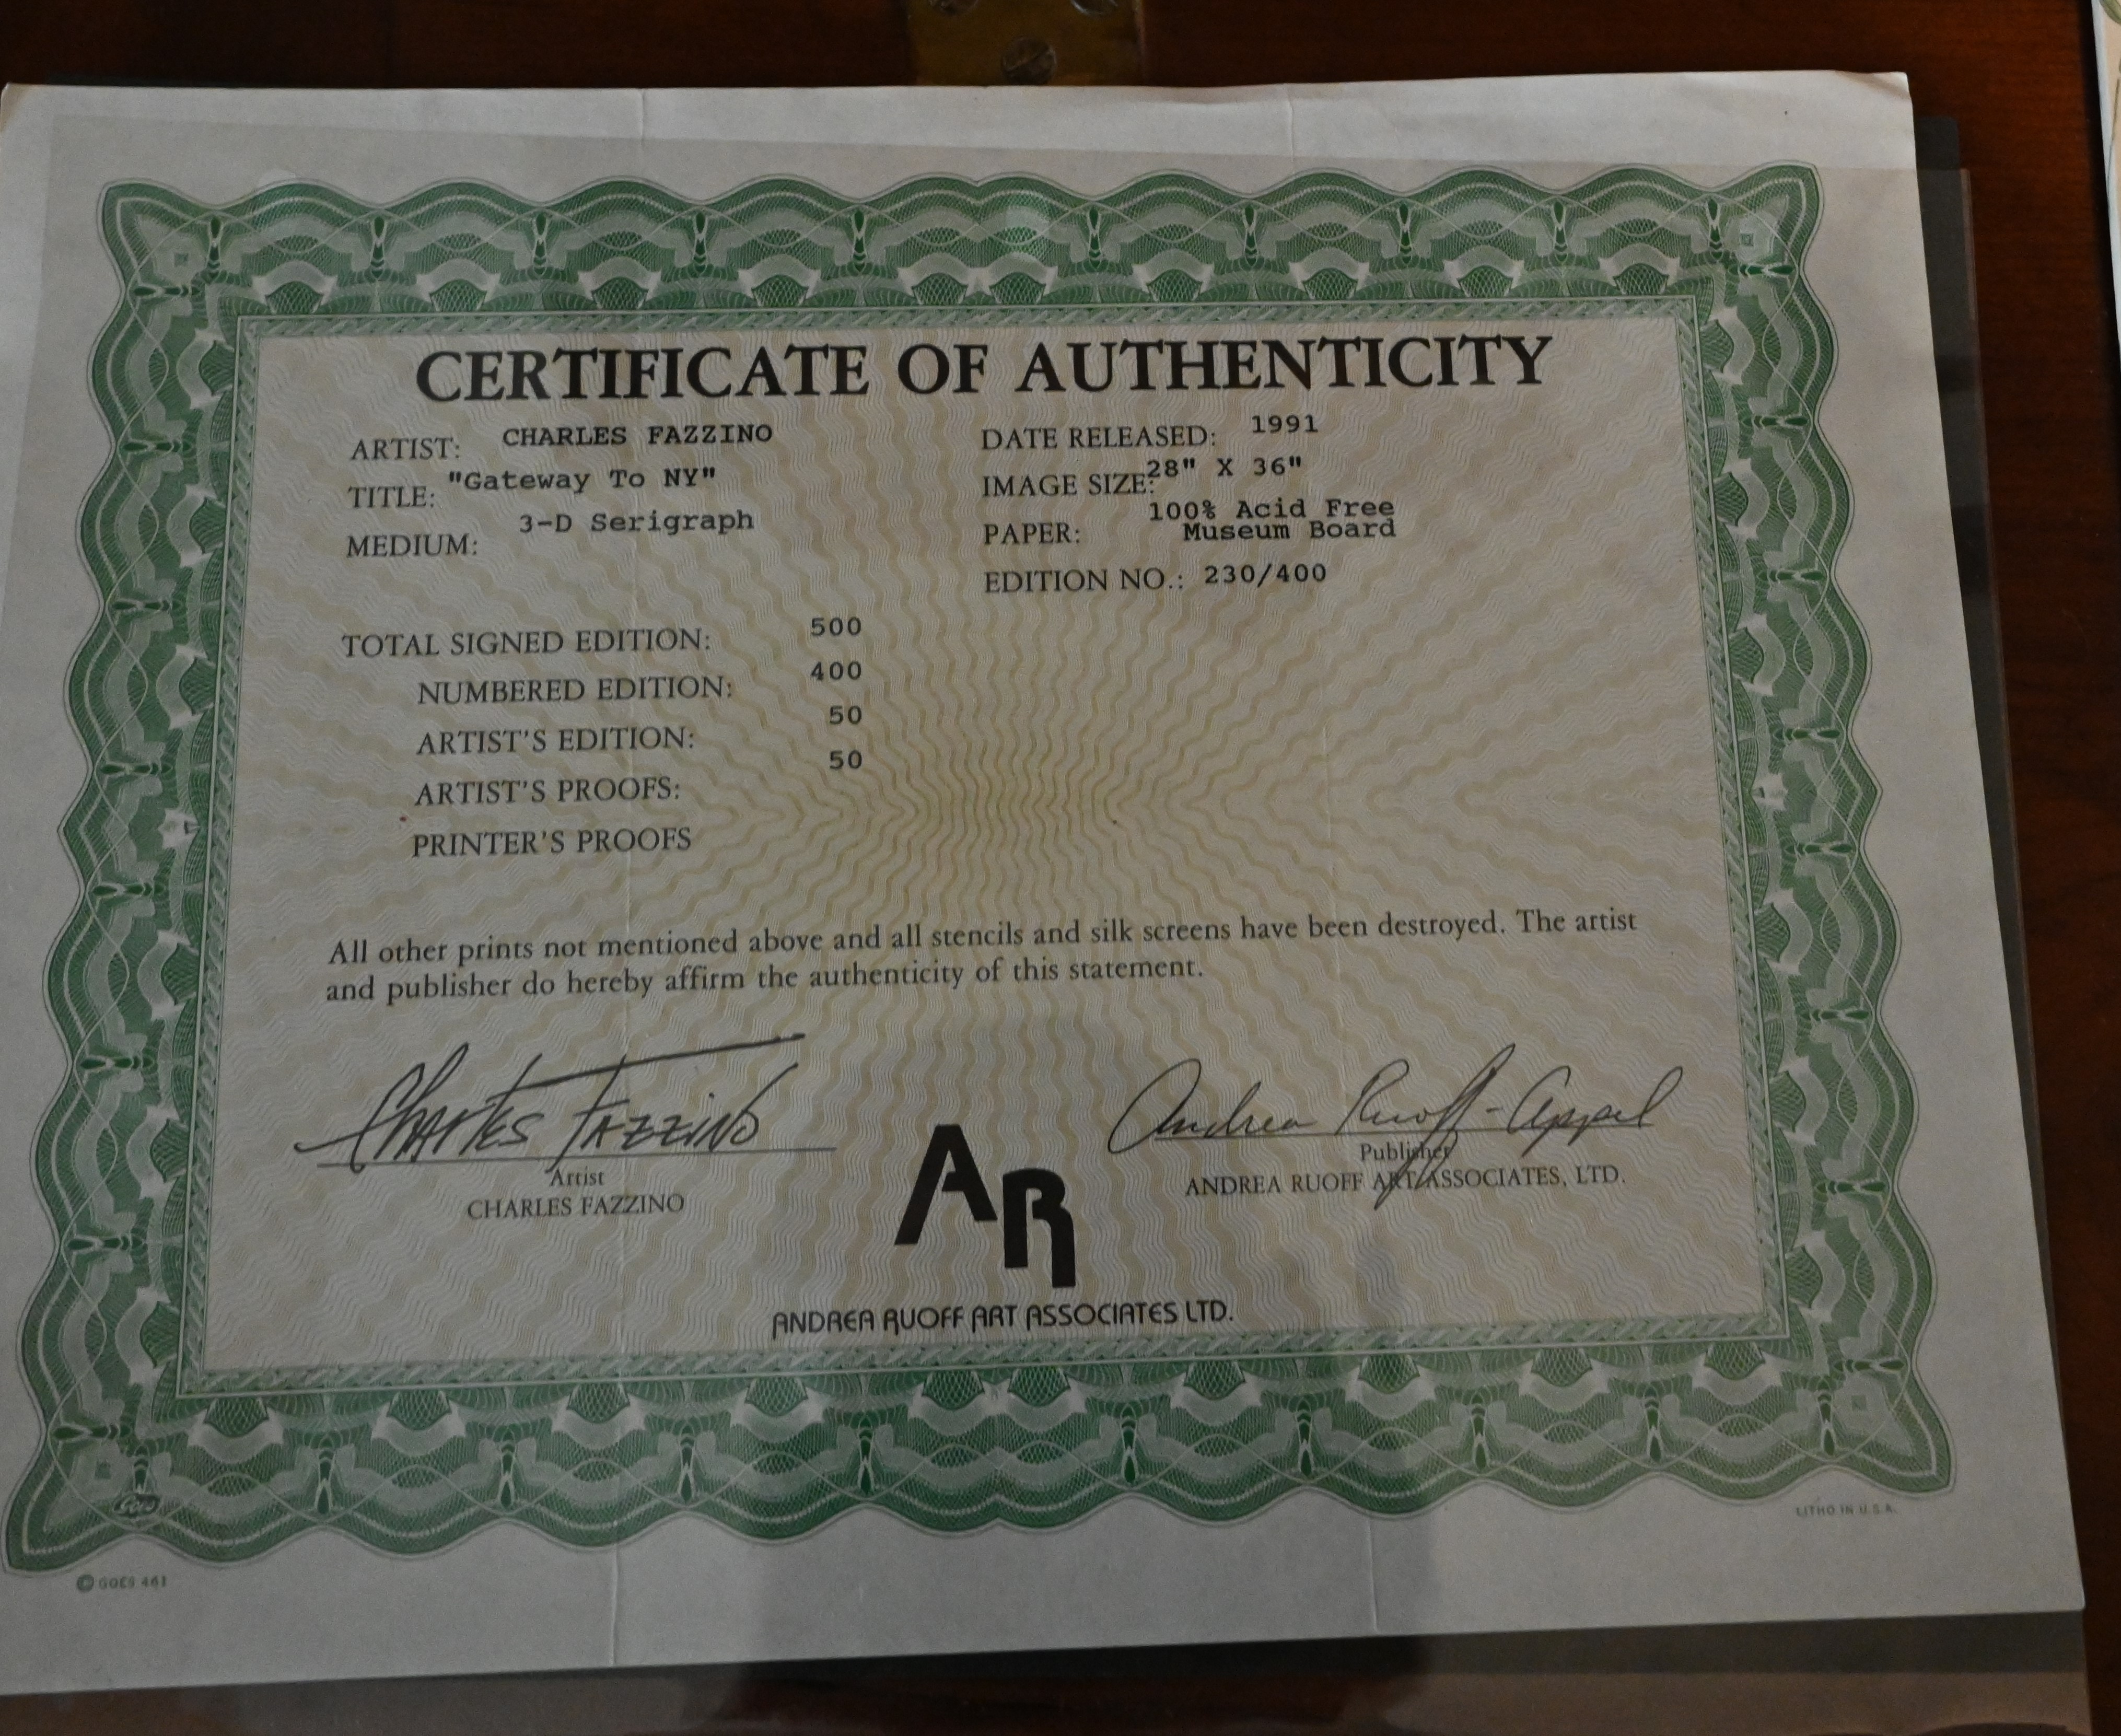 CERTIFICATE OF AUTHENTICITY
ARTIST: CHARLES FAZZINO
TITLE: "Gateway To NY"
MEDIUM: 3-D Serigraph
DATE RELEASED: 1991
IMAGE SIZE: 28" X 36"
PAPER: 100% Acid Free
Museum Board
EDITION NO.: 230/400
TOTAL SIGNED EDITION: 500
NUMBERED EDITION: 400
ARTIST'S EDITION: 50
ARTIST'S PROOFS: 50
PRINTER'S PROOFS
All other prints not mentioned above and all stencils and silk screens have been destroyed. The artist
and publisher do hereby affirm the authenticity of this statement.
Charles Fazzino
Artist
CHARLES FAZZINO
Andrea Ruoff-Appel
Publisher
ANDREA RUOFF ART ASSOCIATES, LTD.
AR
ANDREA RUOFF ART ASSOCIATES LTD.
Goes
© GOES 461
LITHO IN U.S.A.